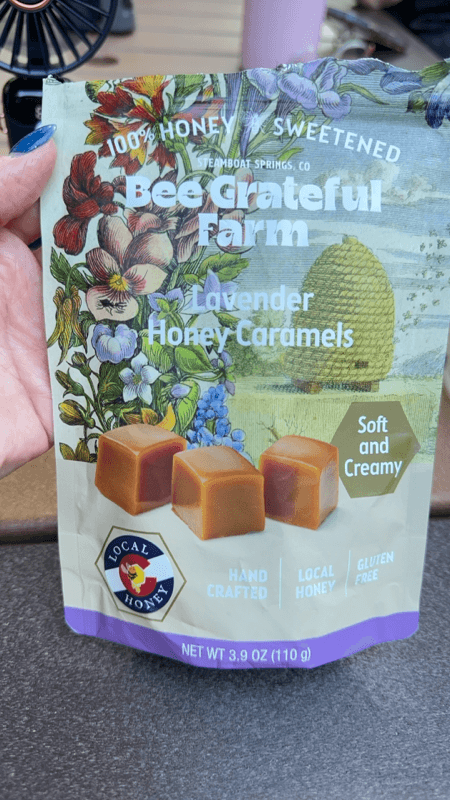 100% HONEY SWEETENED
STEAMBOAT SPRINGS, CO
Bee Grateful
Farm
Lavender
Honey Caramels
Soft
and
Creamy
LOCAL
HONEY
HAND
CRAFTED
LOCAL
HONEY
GLUTEN
FREE
NET WT 3.9 OZ (110 g)